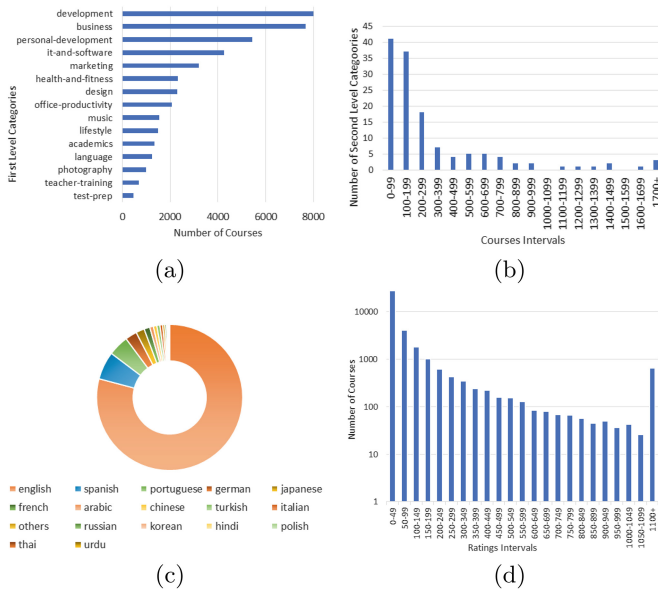 First Level Categories
development
business
personal-development
it-and-software
marketing
health-and-fitness
design
office-productivity
music
lifestyle
academics
language
photography
teacher-training
test-prep
0 2000 4000 6000 8000
Number of Courses
(a)
Number of Second Level Categoories
45
40
35
30
25
20
15
10
5
0
0-99
100-199
200-299
300-399
400-499
500-599
600-699
700-799
800-899
900-999
1000-1099
1100-1199
1200-1299
1300-1399
1400-1499
1500-1599
1600-1699
1700+
Courses Intervals
(b)
english spanish portuguese german japanese
french arabic chinese turkish italian
others russian korean hindi polish
thai urdu
(c)
Number of Courses
10000
1000
100
10
1
0-49
50-99
100-149
150-199
200-249
250-299
300-349
350-399
400-449
450-499
500-549
550-599
600-649
650-699
700-749
750-799
800-849
850-899
900-949
950-999
1000-1049
1050-1099
1100+
Ratings Intervals
(d)